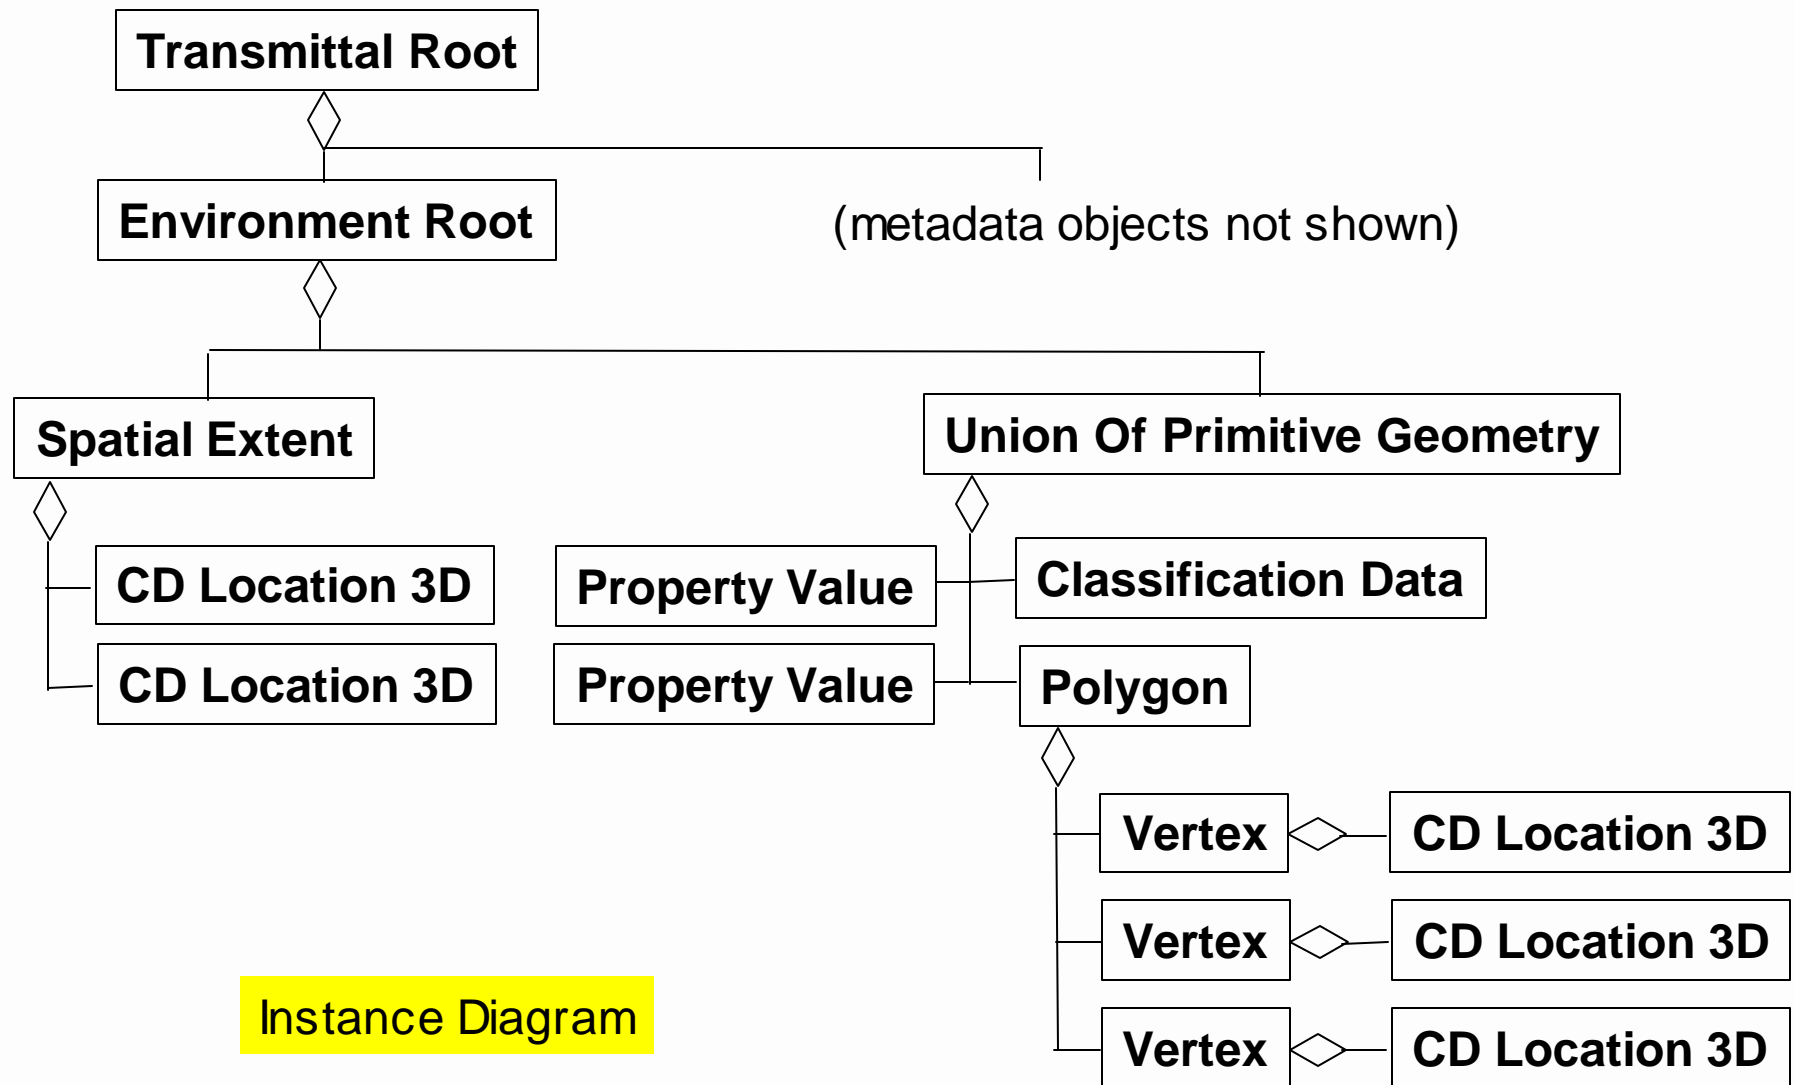 Transmittal Root
Environment Root
(metadata objects not shown)
Spatial Extent
Union Of Primitive Geometry
CD Location 3D
Property Value
Classification Data
CD Location 3D
Property Value
Polygon
Vertex
CD Location 3D
Vertex
CD Location 3D
Instance Diagram
Vertex
CD Location 3D